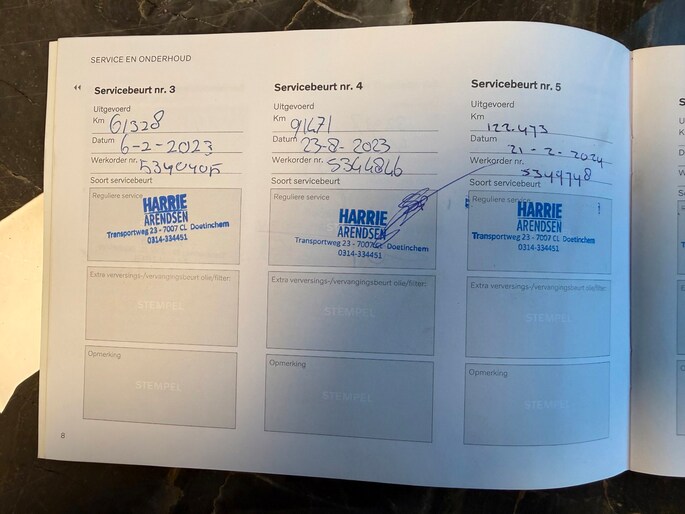 SERVICE EN ONDERHOUD
Servicebeurt nr. 3
Uitgevoerd
Km 61328
Datum 6-2-2023
Werkorder nr. 5340405
Soort servicebeurt
Reguliere service
HARRIE
ARENDSEN
Transportweg 23 - 7007 CL Doetinchem
0314-334451
Extra verversings-/vervangingsbeurt olie/filter:
STEMPEL
Opmerking
STEMPEL
8
Servicebeurt nr. 4
Uitgevoerd
Km 91471
Datum 23-8-2023
Werkorder nr. 5344846
Soort servicebeurt
Reguliere service
HARRIE
ARENDSEN
Transportweg 23 - 7007 CL Doetinchem
0314-334451
Extra verversings-/vervangingsbeurt olie/filter:
STEMPEL
Opmerking
STEMPEL
Servicebeurt nr. 5
Uitgevoerd
Km 122.473
Datum 21-2-2024
Werkorder nr. 5349748
Soort servicebeurt
Reguliere service
HARRIE
ARENDSEN
Transportweg 23 - 7007 CL Doetinchem
0314-334451
Extra verversings-/vervangingsbeurt olie/filter:
STEMPEL
Opmerking
STEMPEL